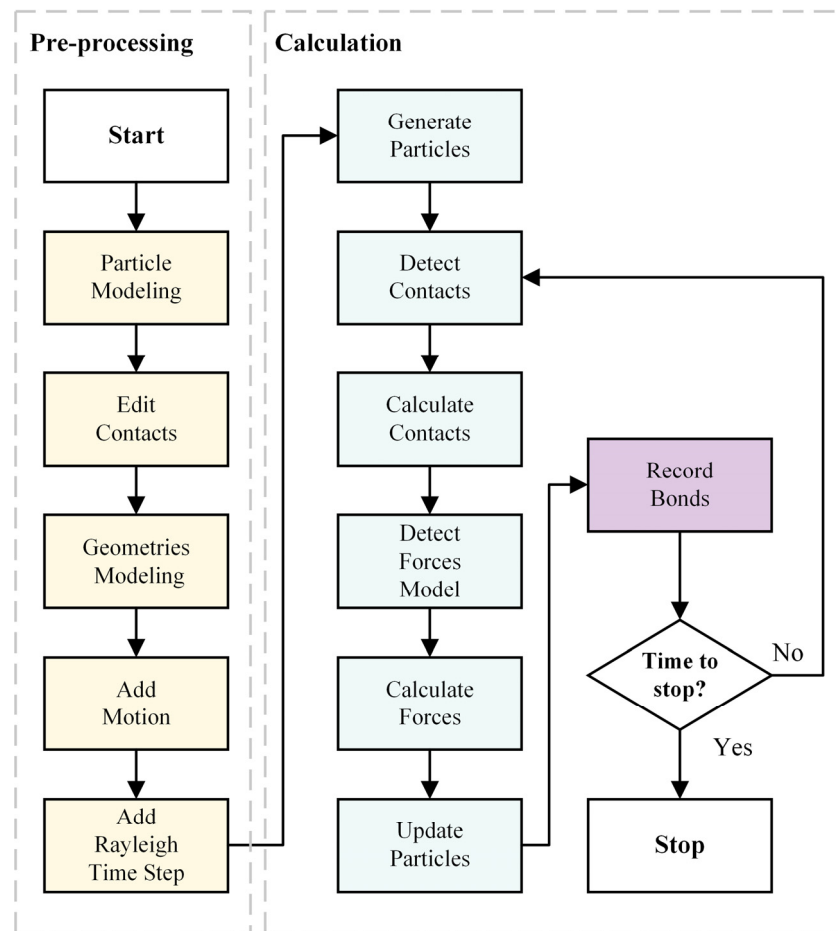 Pre-processing
Start
Particle
Modeling
Edit
Contacts
Geometries
Modeling
Add
Motion
Add
Rayleigh
Time Step
Calculation
Generate
Particles
Detect
Contacts
Calculate
Contacts
Detect
Forces
Model
Calculate
Forces
Update
Particles
Record
Bonds
Time to
stop?
No
Yes
Stop